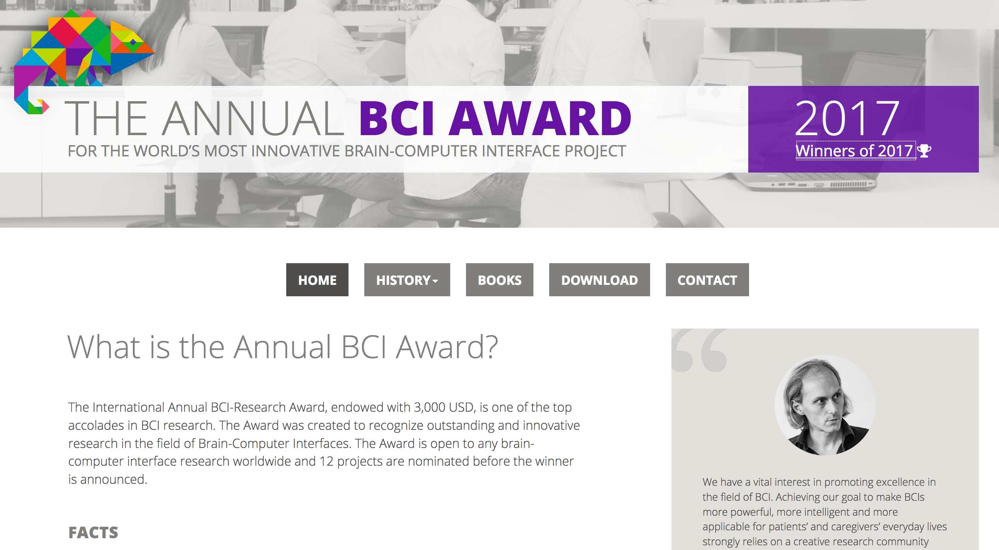 THE ANNUAL BCI AWARD
FOR THE WORLD’S MOST INNOVATIVE BRAIN-COMPUTER INTERFACE PROJECT
2017
Winners of 2017
HOME
HISTORY
BOOKS
DOWNLOAD
CONTACT
What is the Annual BCI Award?
The International Annual BCI-Research Award, endowed with 3,000 USD, is one of the top
accolades in BCI research. The Award was created to recognize outstanding and innovative
research in the field of Brain-Computer Interfaces. The Award is open to any brain-
computer interface research worldwide and 12 projects are nominated before the winner
is announced.
FACTS
“
We have a vital interest in promoting excellence in
the field of BCI. Achieving our goal to make BCIs
more powerful, more intelligent and more
applicable for patients’ and caregivers’ everyday lives
strongly relies on a creative research community